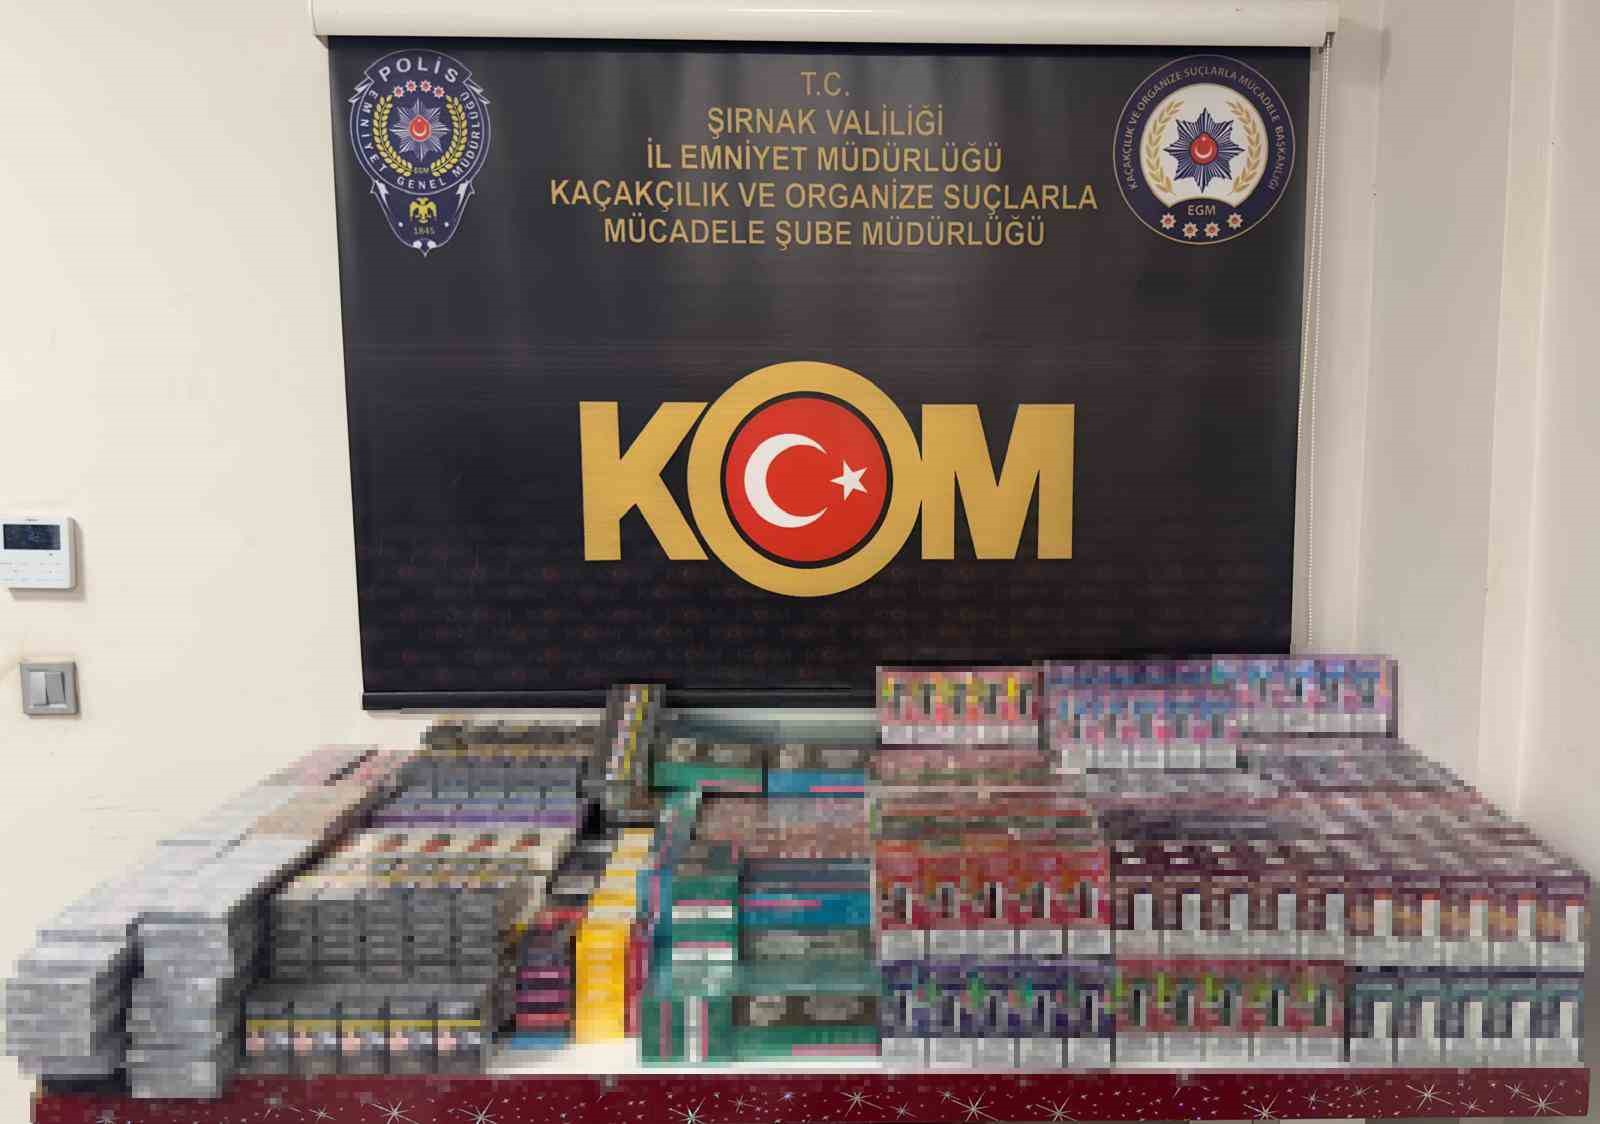 T.C.
ŞIRNAK VALİLİĞİ
İL EMNİYET MÜDÜRLÜĞÜ
KAÇAKÇILIK VE ORGANİZE SUÇLARLA
MÜCADELE ŞUBE MÜDÜRLÜĞÜ
POLİS
EMNİYET GENEL MÜDÜRLÜĞÜ
EGM
1845
KAÇAKÇILIK VE ORGANİZE SUÇLARLA MÜCADELE BAŞKANLIĞI
EGM
KOM